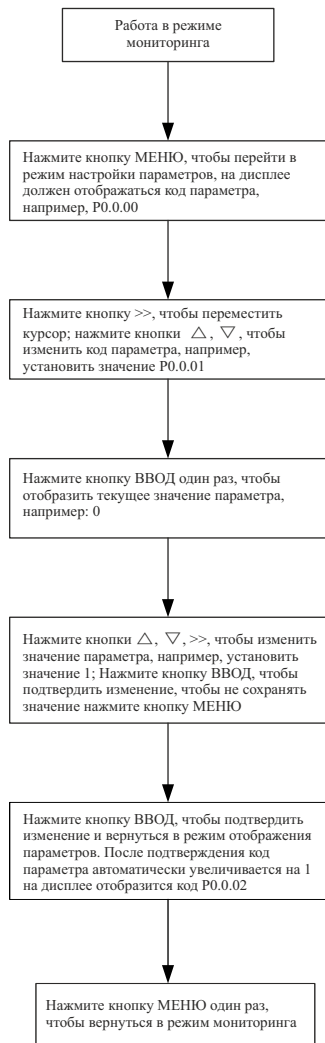 Работа в режиме
мониторинга
Нажмите кнопку МЕНЮ, чтобы перейти в
режим настройки параметров, на дисплее
должен отображаться код параметра,
например, P0.0.00
Нажмите кнопку >>, чтобы переместить
курсор; нажмите кнопки △, ▽, чтобы
изменить код параметра, например,
установить значение P0.0.01
Нажмите кнопку ВВОД один раз, чтобы
отобразить текущее значение параметра,
например: 0
Нажмите кнопки △, ▽, >>, чтобы изменить
значение параметра, например, установить
значение 1; Нажмите кнопку ВВОД, чтобы
подтвердить изменение, чтобы не сохранять
значение нажмите кнопку МЕНЮ
Нажмите кнопку ВВОД, чтобы подтвердить
изменение и вернуться в режим отображения
параметров. После подтверждения код
параметра автоматически увеличивается на 1
на дисплее отобразится код P0.0.02
Нажмите кнопку МЕНЮ один раз,
чтобы вернуться в режим мониторинга